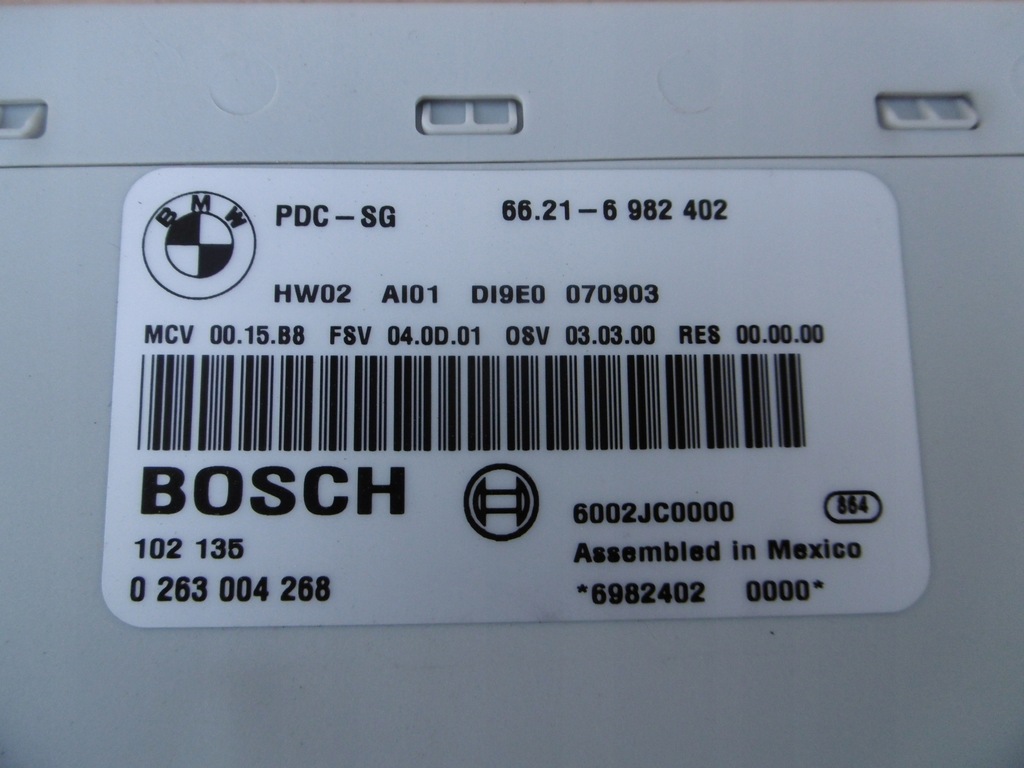 BMW
PDC-SG 66.21-6 982 402
HW02 AI01 DI9E0 070903
MCV 00.15.B8 FSV 04.0D.01 OSV 03.03.00 RES 00.00.00
BOSCH
6002JC0000 864
102 135 Assembled in Mexico
0 263 004 268 *6982402 0000*